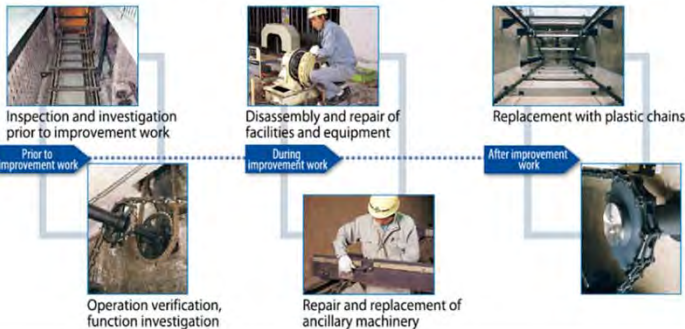 Inspection and investigation
prior to improvement work
Disassembly and repair of
facilities and equipment
Replacement with plastic chains
Prior to
improvement work
During
improvement work
After improvement
work
Operation verification,
function investigation
Repair and replacement of
ancillary machinery